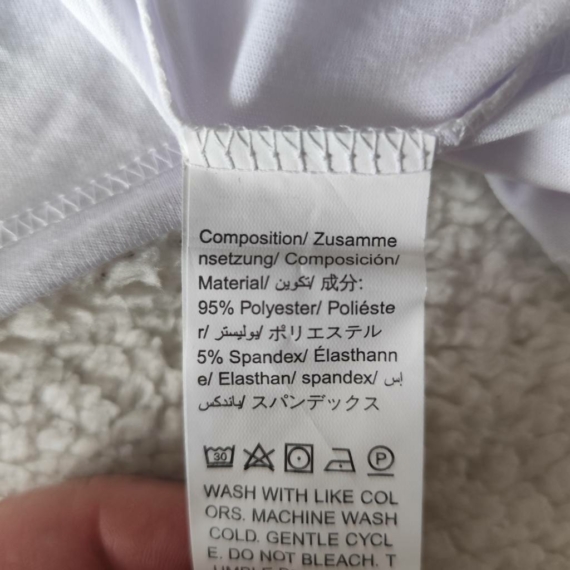 Composition/ Zusamme
nsetzung/ Composición/
Material/ تكوين/ 成分:
95% Polyester/ Poliéste
r/ بوليستر/ ポリエステル
5% Spandex/ Élasthann
e/ Elasthan/ spandex/ إس
باندكس/ スパンデックス
30 P
WASH WITH LIKE COL
ORS. MACHINE WASH
COLD. GENTLE CYCL
E. DO NOT BLEACH. T